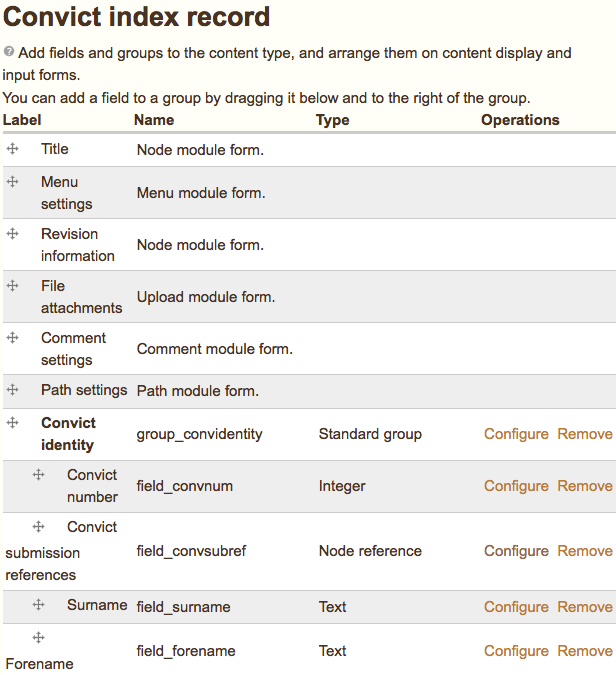 Convict index record
Add fields and groups to the content type, and arrange them on content display and
input forms.
You can add a field to a group by dragging it below and to the right of the group.
Label Name Type Operations
Title Node module form.
Menu settings Menu module form.
Revision information Node module form.
File attachments Upload module form.
Comment settings Comment module form.
Path settings Path module form.
Convict identity group_convidentity Standard group Configure Remove
Convict number field_convnum Integer Configure Remove
Convict submission references field_convsubref Node reference Configure Remove
Surname field_surname Text Configure Remove
Forename field_forename Text Configure Remove